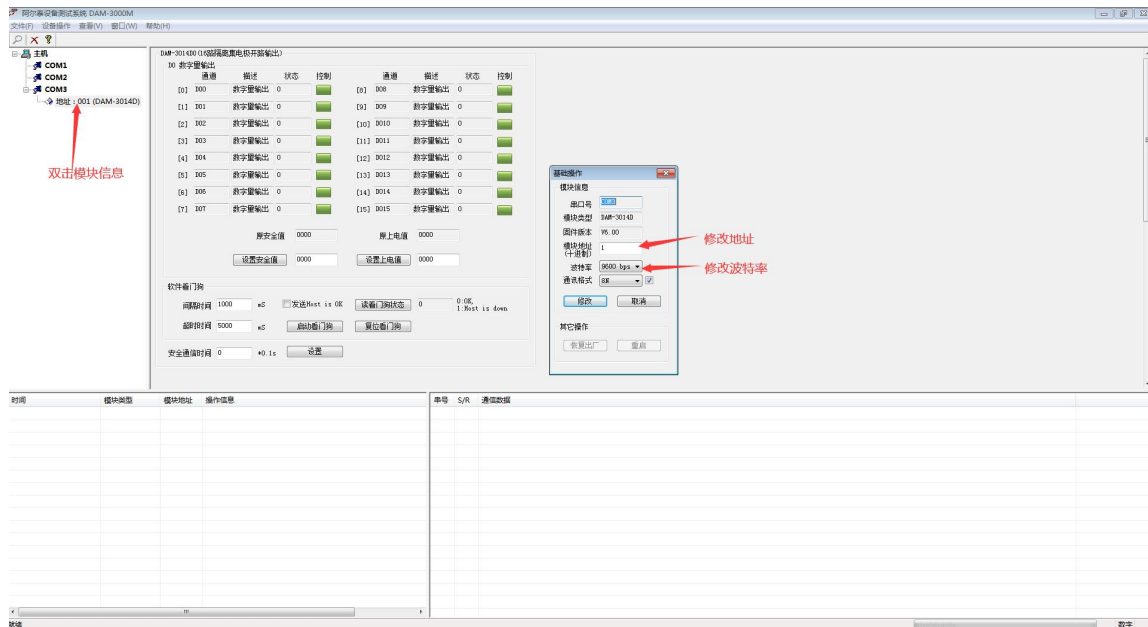 阿尔泰设备测试系统 DAM-3000M
文件(F) 设备操作 查看(V) 窗口(W) 帮助(H)
主机
COM1
COM2
COM3
地址：001 (DAM-3014D)
双击模块信息
DAM-3014D0(16路隔离集电极开路输出)
DO 数字量输出
通道 描述 状态 控制 通道 描述 状态 控制
[0] DO0 数字量输出 0 [8] DO8 数字量输出 0
[1] DO1 数字量输出 0 [9] DO9 数字量输出 0
[2] DO2 数字量输出 0 [10] DO10 数字量输出 0
[3] DO3 数字量输出 0 [11] DO11 数字量输出 0
[4] DO4 数字量输出 0 [12] DO12 数字量输出 0
[5] DO5 数字量输出 0 [13] DO13 数字量输出 0
[6] DO6 数字量输出 0 [14] DO14 数字量输出 0
[7] DO7 数字量输出 0 [15] DO15 数字量输出 0
原安全值 0000 原上电值 0000
设置安全值 0000 设置上电值 0000
软件看门狗
间隔时间 1000 mS 发送Host is OK 读看门狗状态 0 0:OK,
1:Host is down
超时时间 5000 mS 启动看门狗 复位看门狗
安全通信时间 0 *0.1s 设置
基础操作
模块信息
串口号 COM3
模块类型 DAM-3014D
固件版本 V6.00
模块地址 1
(十进制)
波特率 9600 bps
通讯格式 8N
修改 取消
其它操作
恢复出厂 重启
修改地址
修改波特率
时间 模块类型 模块地址 操作信息
串号 S/R 通信数据
就绪
数字